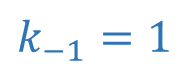 k₋₁ = 1